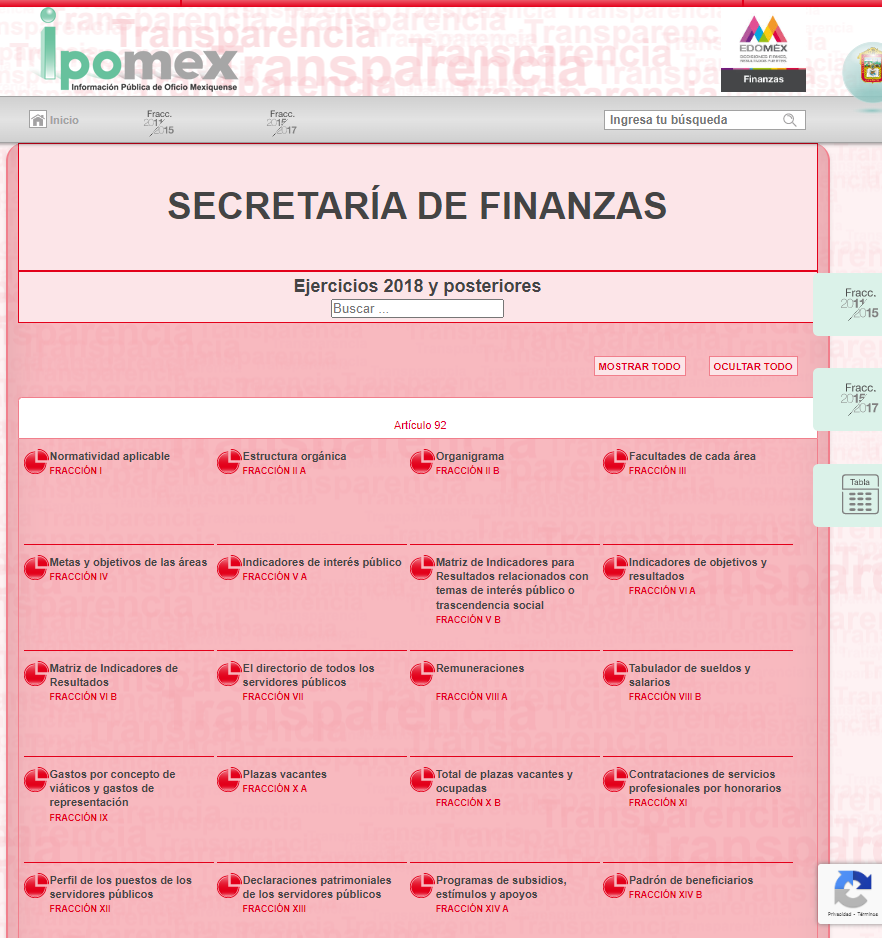 ipomex
Información Pública de Oficio Mexiquense
EDOMÉX
DECISIONES FIRMES, RESULTADOS FUERTES.
Finanzas
Inicio
Fracc.
Fracc.
Ingresa tu búsqueda
SECRETARÍA DE FINANZAS
Ejercicios 2018 y posteriores
Buscar ...
Fracc.
Fracc.
Tabla
MOSTRAR TODO
OCULTAR TODO
Artículo 92
Normatividad aplicable
FRACCIÓN I
Estructura orgánica
FRACCIÓN II A
Organigrama
FRACCIÓN II B
Facultades de cada área
FRACCIÓN III
Metas y objetivos de las áreas
FRACCIÓN IV
Indicadores de interés público
FRACCIÓN V A
Matriz de Indicadores para
Resultados relacionados con
temas de interés público o
trascendencia social
FRACCIÓN V B
Indicadores de objetivos y
resultados
FRACCIÓN VI A
Matriz de Indicadores de
Resultados
FRACCIÓN VI B
El directorio de todos los
servidores públicos
FRACCIÓN VII
Remuneraciones
FRACCIÓN VIII A
Tabulador de sueldos y
salarios
FRACCIÓN VIII B
Gastos por concepto de
viáticos y gastos de
representación
FRACCIÓN IX
Plazas vacantes
FRACCIÓN X A
Total de plazas vacantes y
ocupadas
FRACCIÓN X B
Contrataciones de servicios
profesionales por honorarios
FRACCIÓN XI
Perfil de los puestos de los
servidores públicos
FRACCIÓN XII
Declaraciones patrimoniales
de los servidores públicos
FRACCIÓN XIII
Programas de subsidios,
estímulos y apoyos
FRACCIÓN XIV A
Padrón de beneficiarios
FRACCIÓN XIV B
Privacidad - Términos